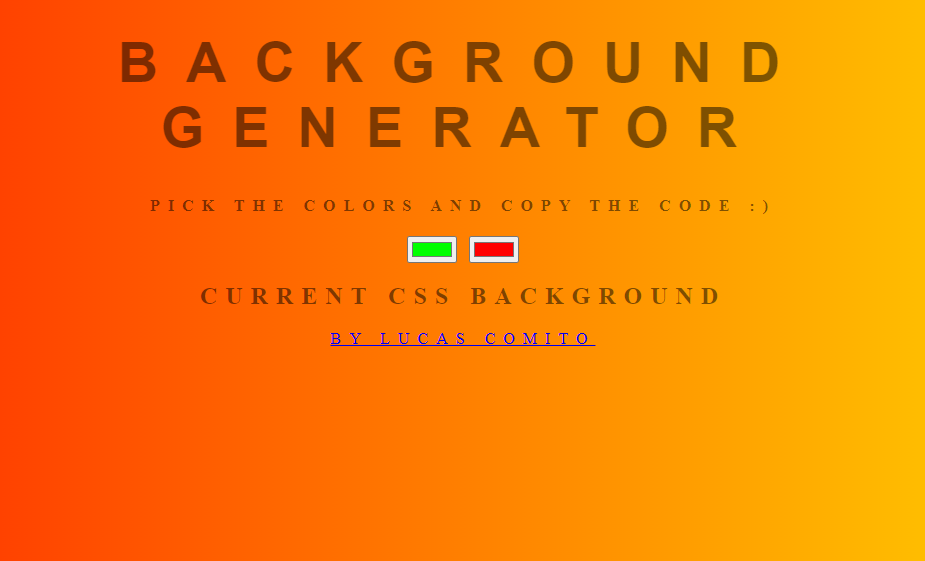 BACKGROUND
GENERATOR
PICK THE COLORS AND COPY THE CODE :)
CURRENT CSS BACKGROUND
BY LUCAS COMITO